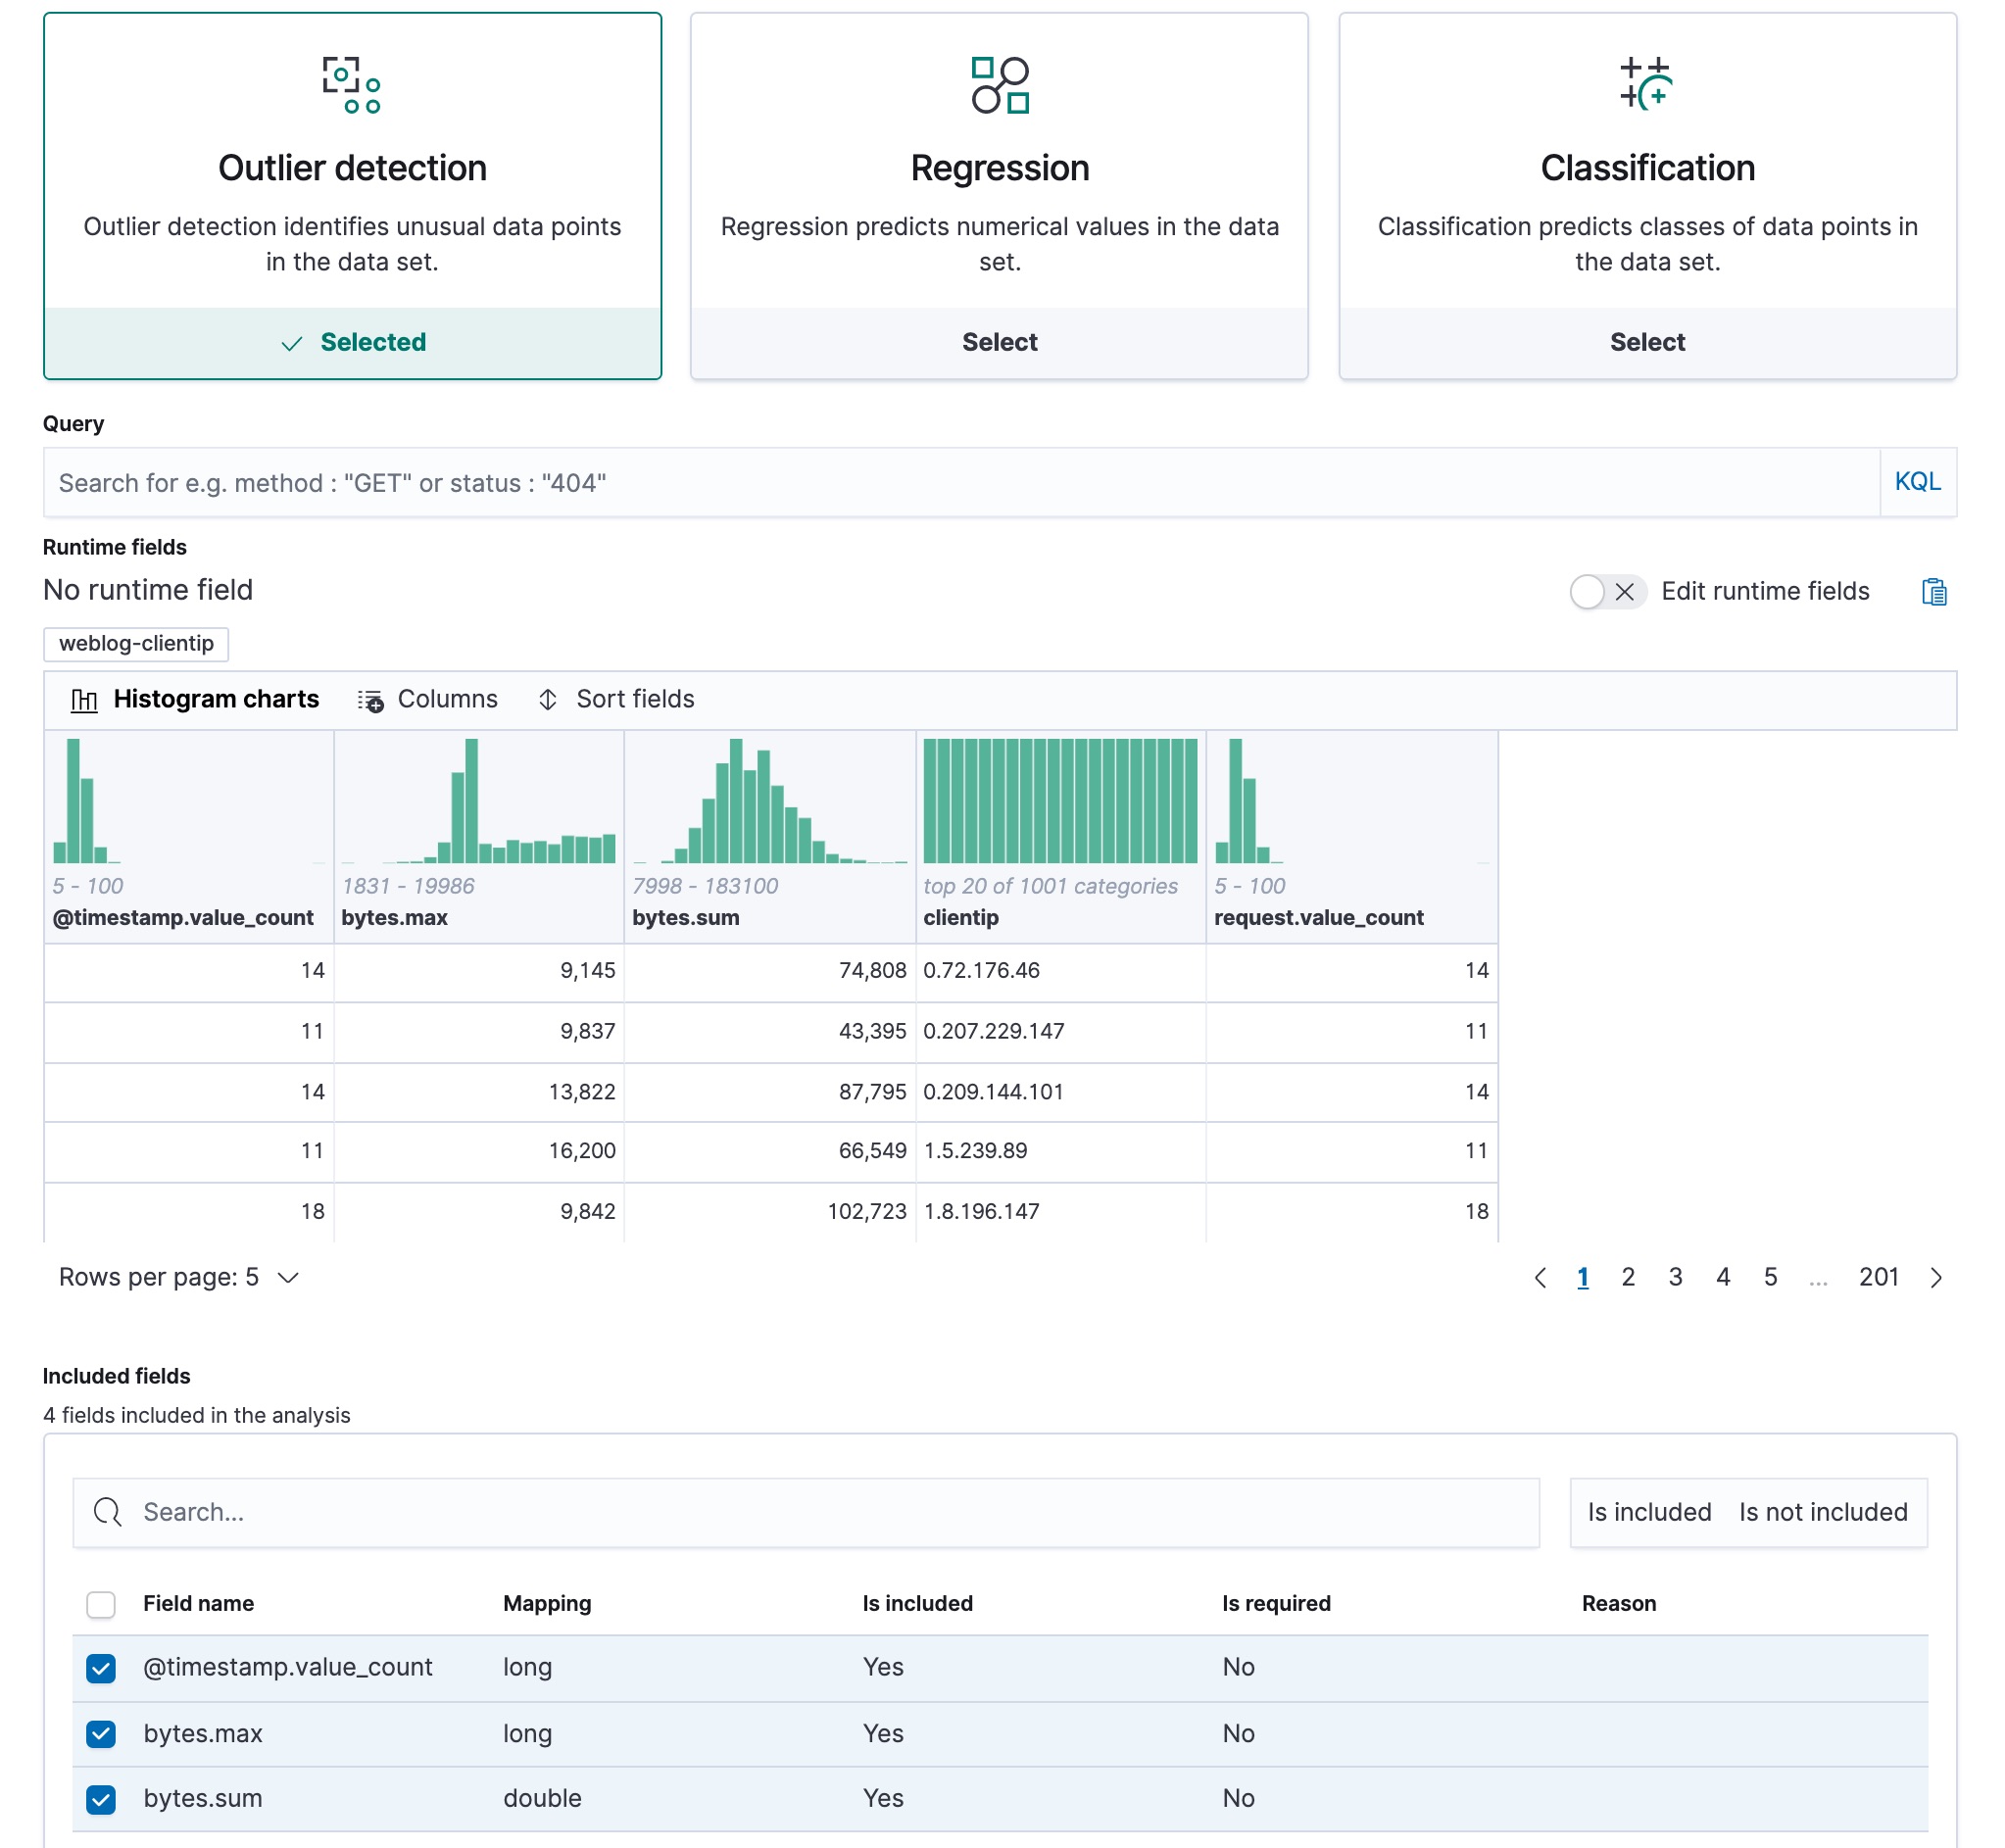 Outlier detection
Outlier detection identifies unusual data points
in the data set.
Selected
Regression
Regression predicts numerical values in the data
set.
Select
Classification
Classification predicts classes of data points in
the data set.
Select
Query
Search for e.g. method : "GET" or status : "404"
KQL
Runtime fields
No runtime field
Edit runtime fields
weblog-clientip
Histogram charts Columns Sort fields
5 - 100 1831 - 19986 7998 - 183100 top 20 of 1001 categories 5 - 100
@timestamp.value_count bytes.max bytes.sum clientip request.value_count
14 9,145 74,808 0.72.176.46 14
11 9,837 43,395 0.207.229.147 11
14 13,822 87,795 0.209.144.101 14
11 16,200 66,549 1.5.239.89 11
18 9,842 102,723 1.8.196.147 18
Rows per page: 5
1 2 3 4 5 ... 201
Included fields
4 fields included in the analysis
Search...
Is included Is not included
Field name Mapping Is included Is required Reason
@timestamp.value_count long Yes No
bytes.max long Yes No
bytes.sum double Yes No